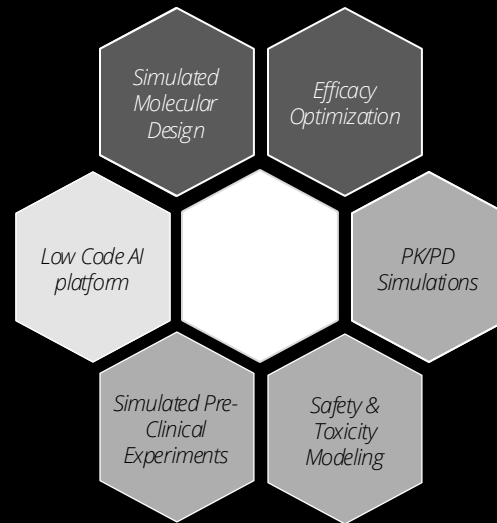 Simulated
Molecular
Design
Efficacy
Optimization
Low Code AI
platform
PK/PD
Simulations
Simulated Pre-
Clinical
Experiments
Safety &
Toxicity
Modeling